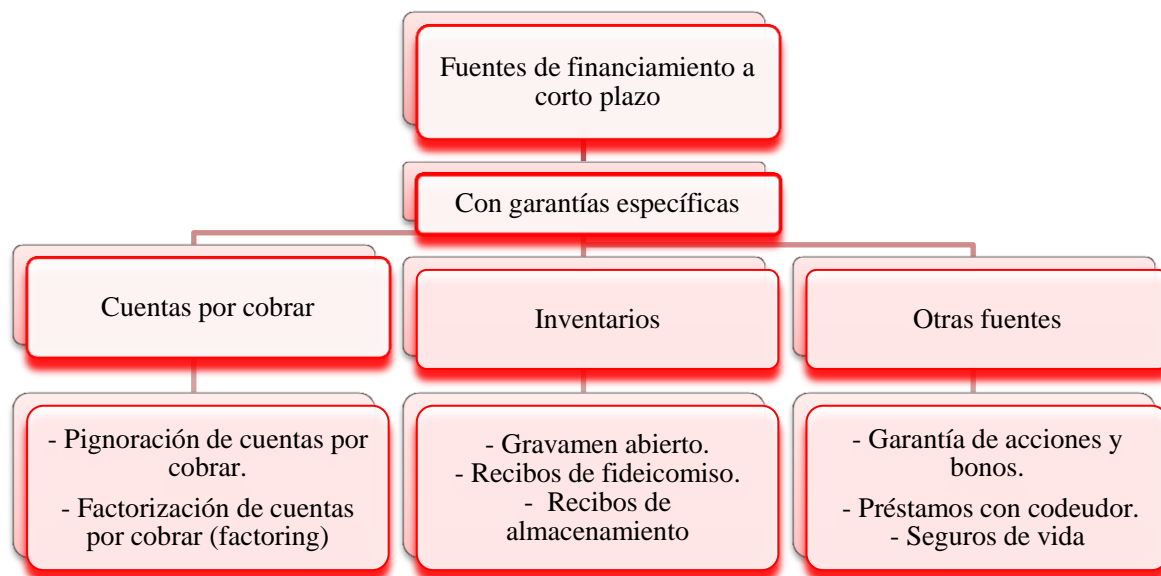 Fuentes de financiamiento a
corto plazo
Con garantías específicas
Cuentas por cobrar
Inventarios
Otras fuentes
- Pignoración de cuentas por
cobrar.
- Factorización de cuentas
por cobrar (factoring)
- Gravamen abierto.
- Recibos de fideicomiso.
- Recibos de
almacenamiento
- Garantía de acciones y
bonos.
- Préstamos con codeudor.
- Seguros de vida